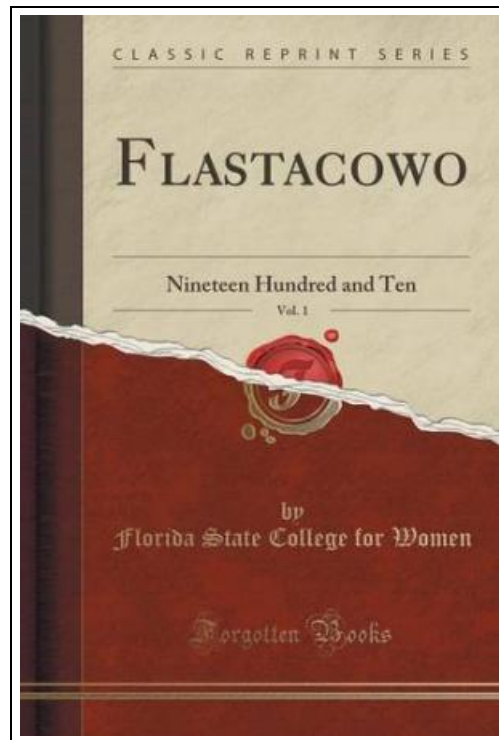 CLASSIC REPRINT SERIES
FLASTACOWO
Nineteen Hundred and Ten
Vol. 1
F
by
Florida State College for Women
Forgotten Books